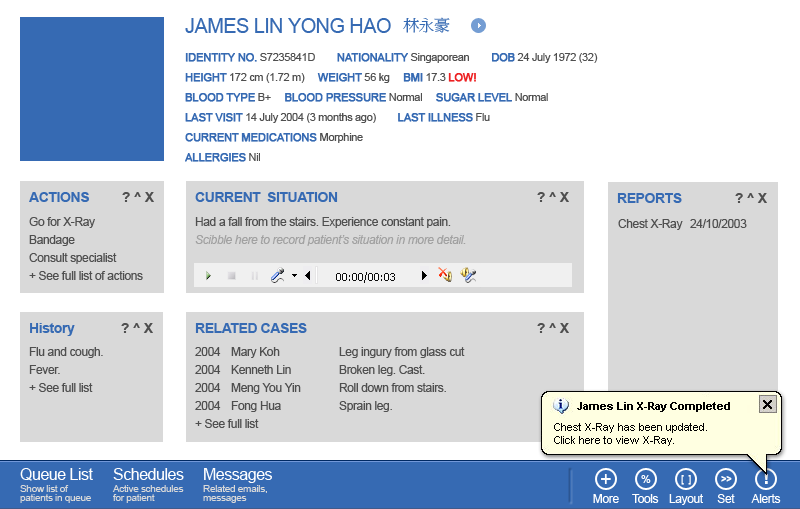 JAMES LIN YONG HAO 林永豪
IDENTITY NO. S7235841D NATIONALITY Singaporean DOB 24 July 1972 (32)
HEIGHT 172 cm (1.72 m) WEIGHT 56 kg BMI 17.3 LOW!
BLOOD TYPE B+ BLOOD PRESSURE Normal SUGAR LEVEL Normal
LAST VISIT 14 July 2004 (3 months ago) LAST ILLNESS Flu
CURRENT MEDICATIONS Morphine
ALLERGIES Nil
ACTIONS ? ^ X
Go for X-Ray
Bandage
Consult specialist
+ See full list of actions
CURRENT SITUATION ? ^ X
Had a fall from the stairs. Experience constant pain.
Scibble here to record patient's situation in more detail.
00:00/00:03
REPORTS ? ^ X
Chest X-Ray 24/10/2003
History ? ^ X
Flu and cough.
Fever.
+ See full list
RELATED CASES ? ^ X
2004 Mary Koh Leg ingury from glass cut
2004 Kenneth Lin Broken leg. Cast.
2004 Meng You Yin Roll down from stairs.
2004 Fong Hua Sprain leg.
+ See full list
James Lin X-Ray Completed
Chest X-Ray has been updated.
Click here to view X-Ray.
Queue List
Show list of
patients in queue
Schedules
Active schedules
for patient
Messages
Related emails,
messages
More
Tools
Layout
Set
Alerts